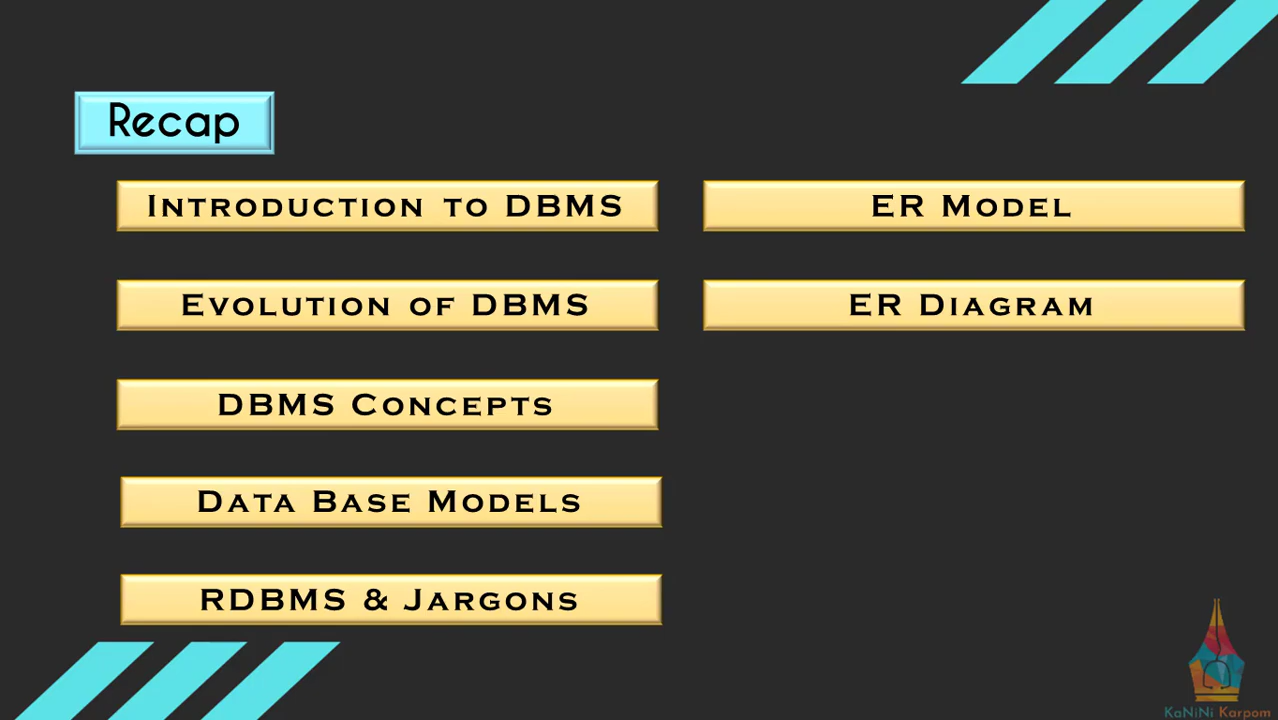 Recap
Introduction to DBMS
Evolution of DBMS
DBMS Concepts
Data Base Models
RDBMS & Jargons
ER Model
ER Diagram
KaNiNi Karpom